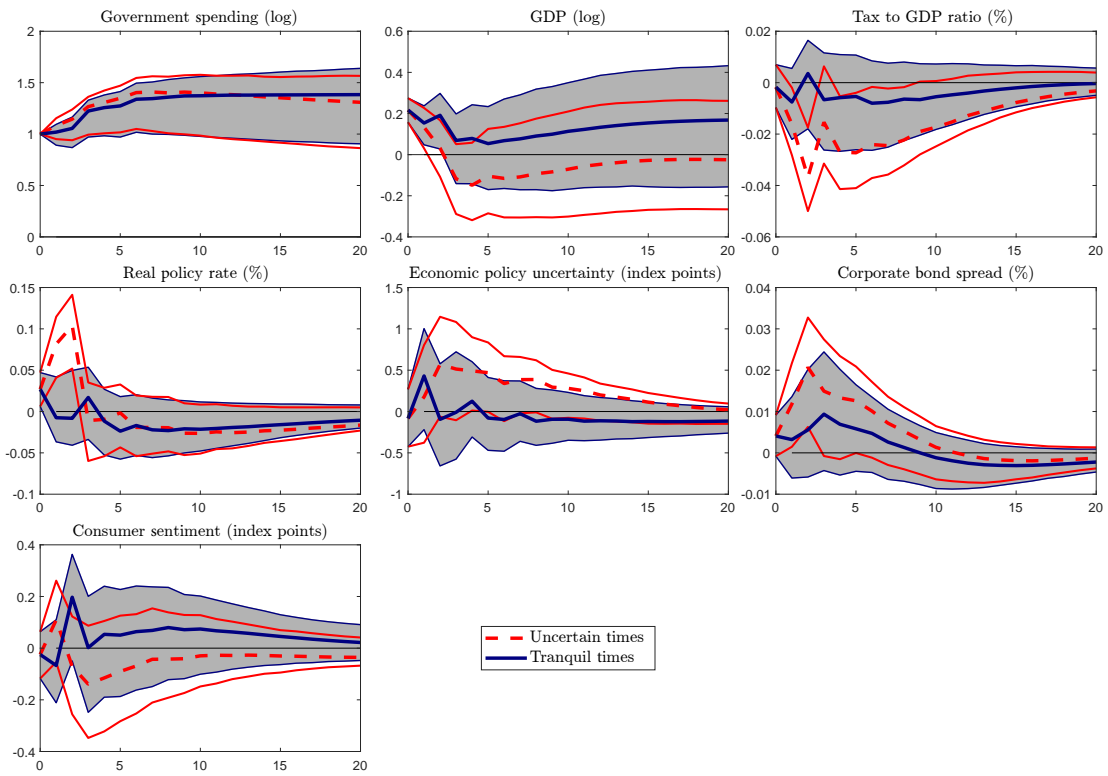 Government spending (log)
2
1.5
1
0.5
0
0 5 10 15 20
GDP (log)
0.6
0.4
0.2
0
-0.2
-0.4
0 5 10 15 20
Tax to GDP ratio (%)
0.02
0
-0.02
-0.04
-0.06
0 5 10 15 20
Real policy rate (%)
0.15
0.1
0.05
0
-0.05
-0.1
0 5 10 15 20
Economic policy uncertainty (index points)
1.5
1
0.5
0
-0.5
-1
0 5 10 15 20
Corporate bond spread (%)
0.04
0.03
0.02
0.01
0
-0.01
0 5 10 15 20
Consumer sentiment (index points)
0.4
0.2
0
-0.2
-0.4
0 5 10 15 20
Uncertain times
Tranquil times